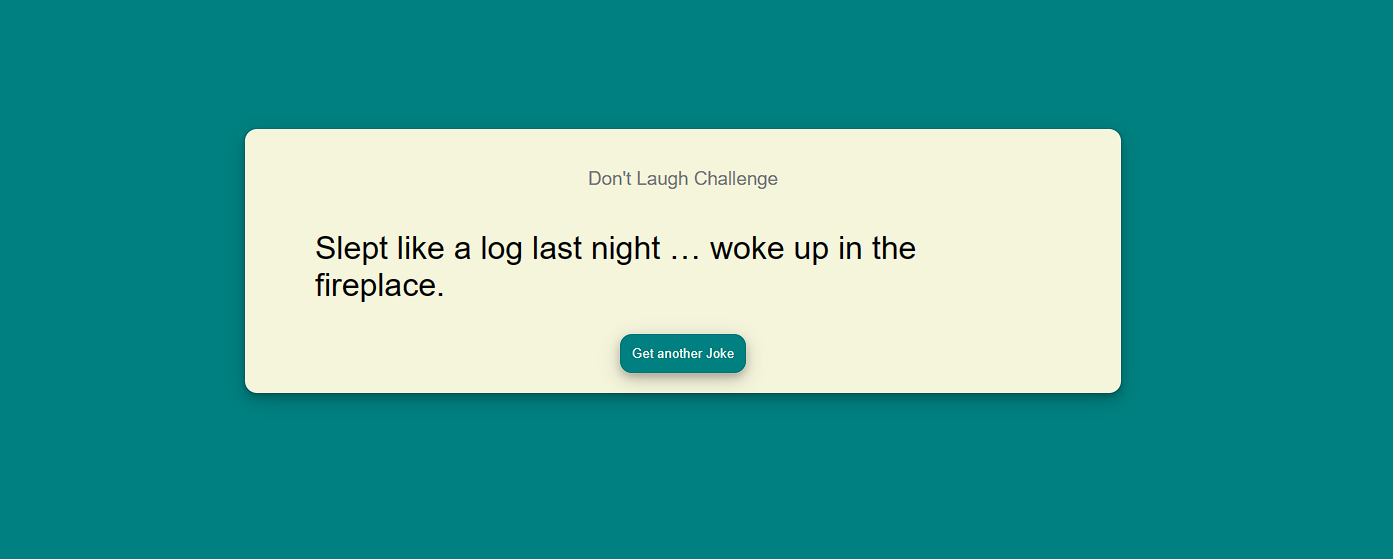 Don't Laugh Challenge
Slept like a log last night … woke up in the
fireplace.
Get another Joke